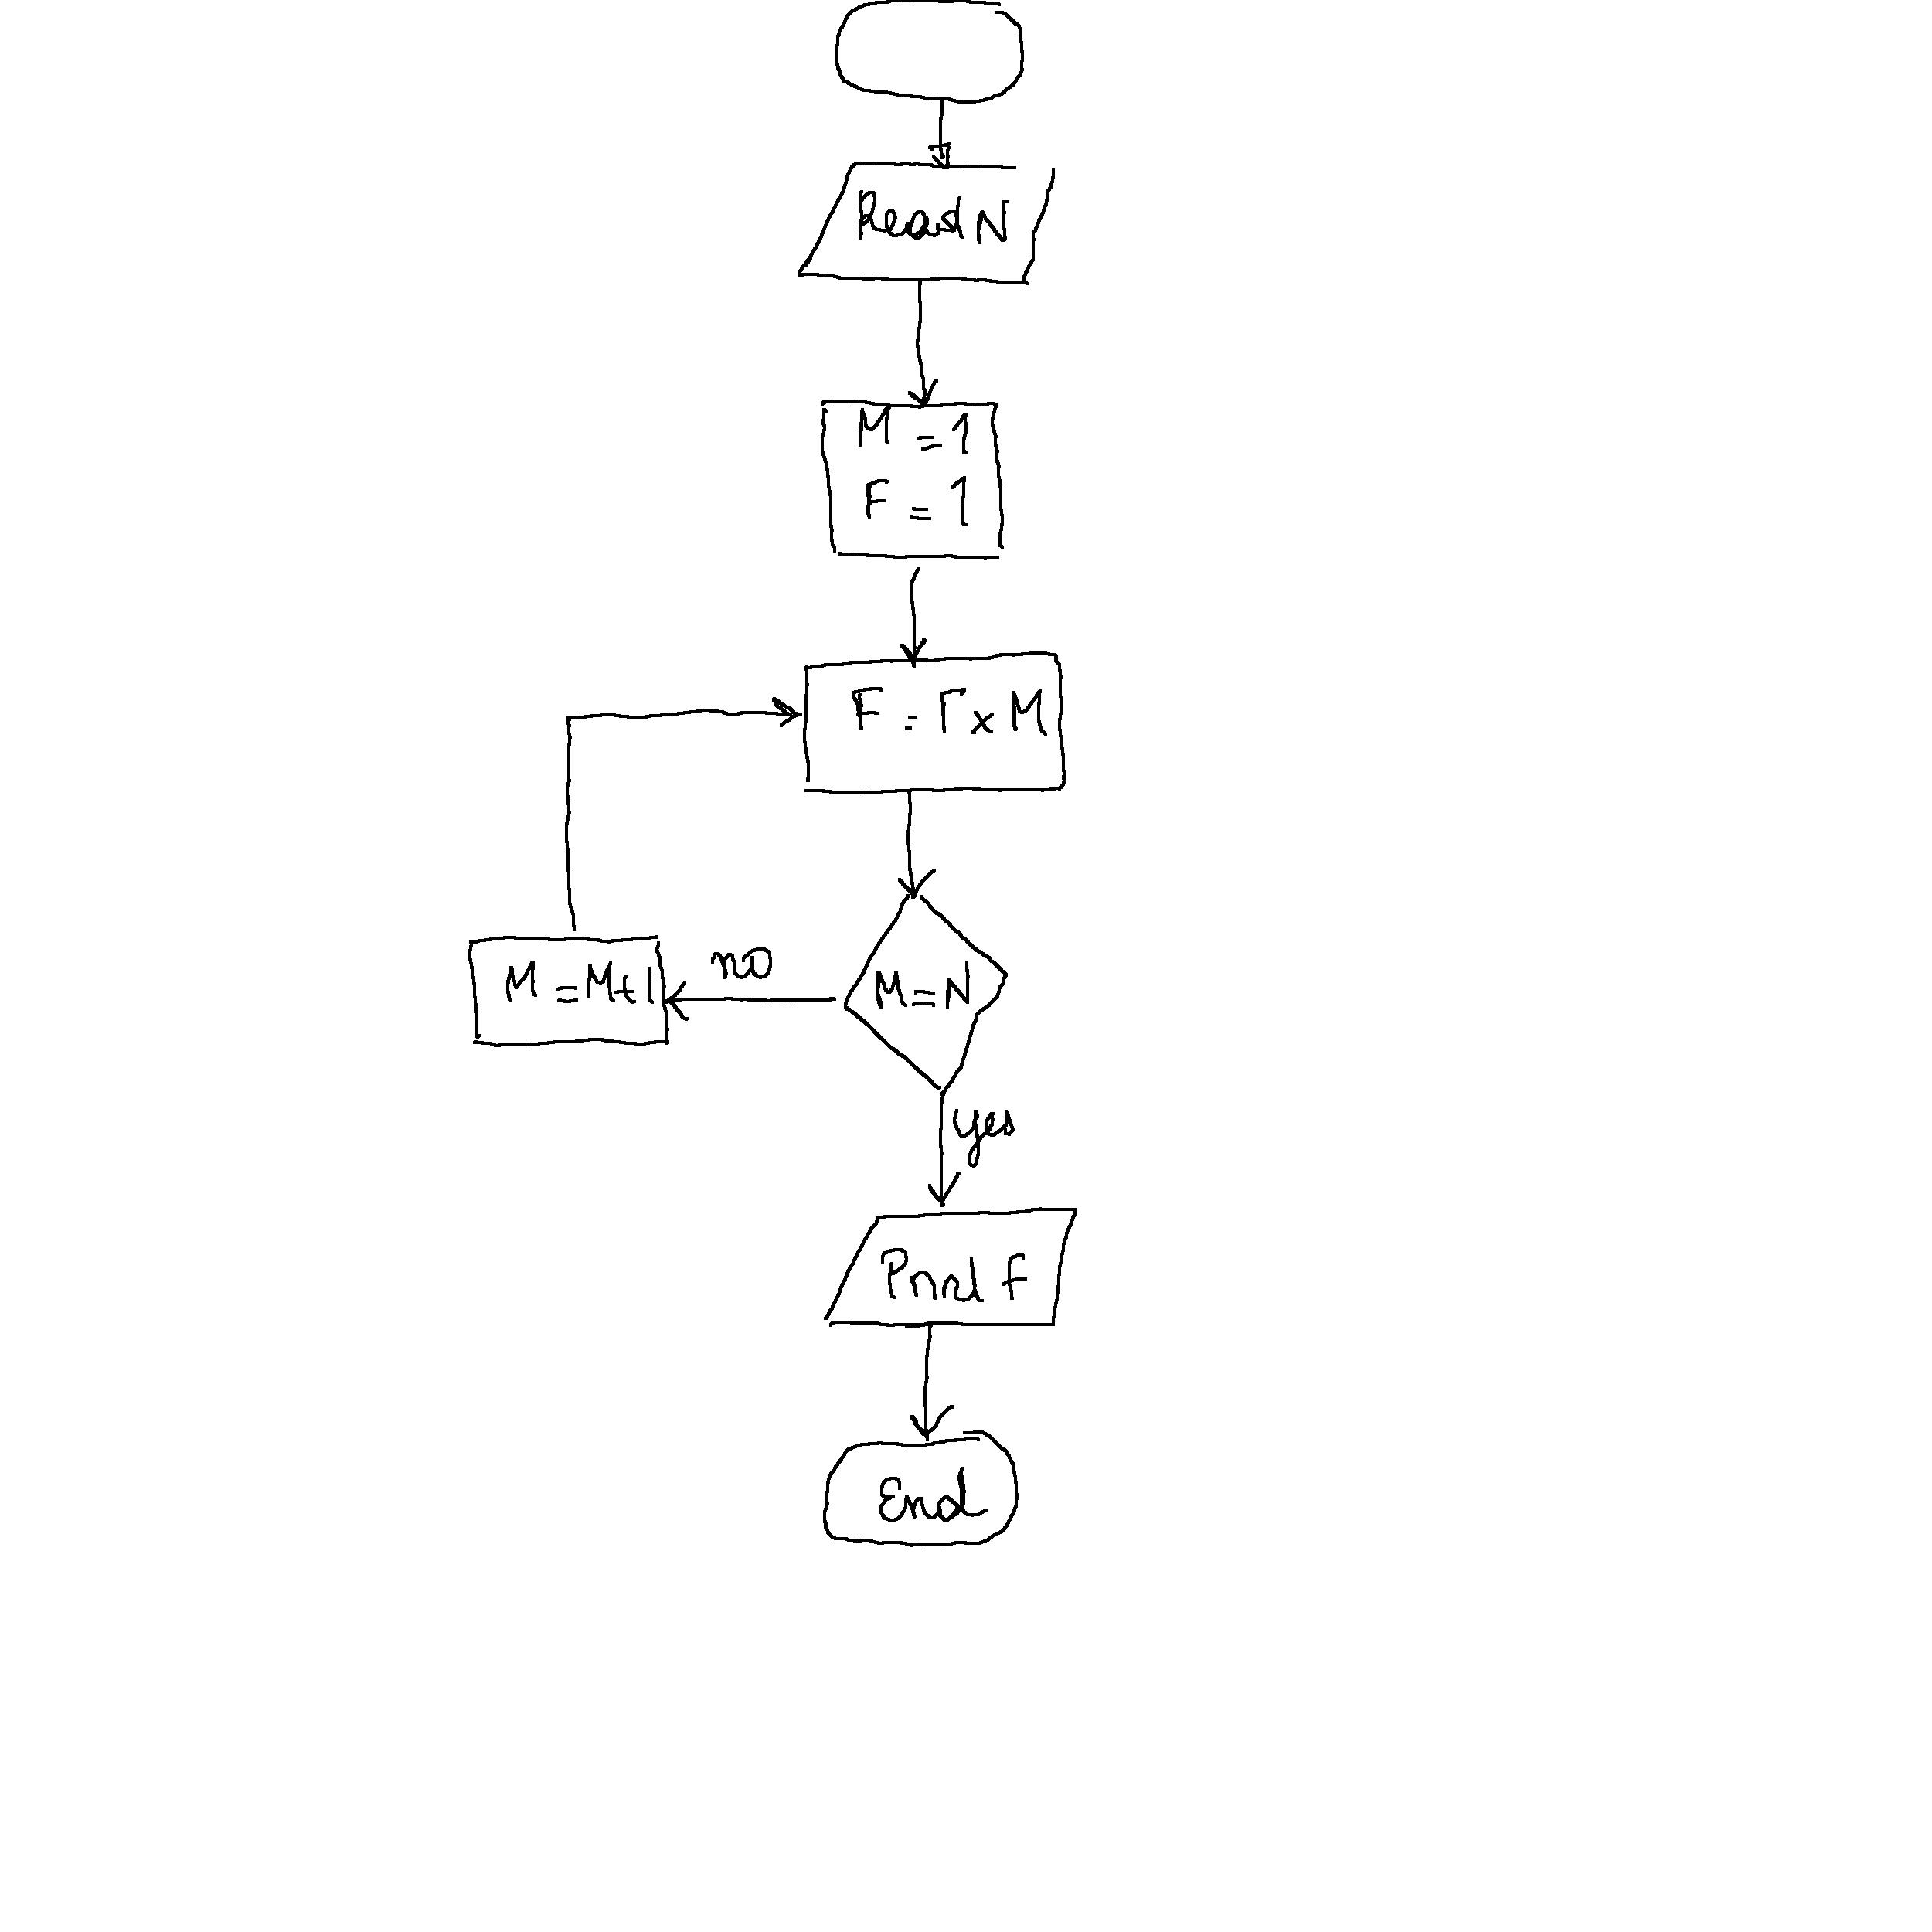 Read N
M = 1
F = 1
F = F x M
M = N
no
M = M+1
yes
Print F
End